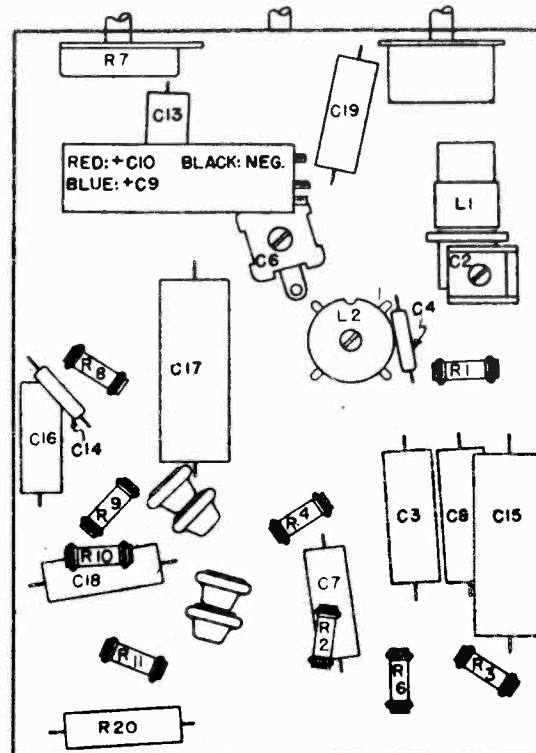 R7
C13
C19
RED: +C10 BLACK: NEG.
BLUE: +C9
L1
C6
C2
L2
C4
R8
C17
R1
C16
C14
R9
R4
C3
C8
C15
R10
C18
C7
R2
R11
R6
R3
R20